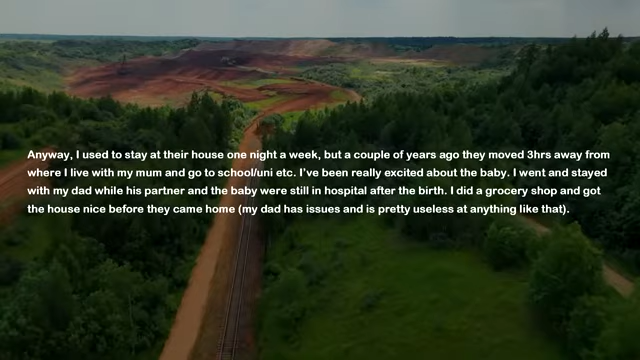 Anyway, I used to stay at their house one night a week, but a couple of years ago they moved 3hrs away from
where I live with my mum and go to school/uni etc. I've been really excited about the baby. I went and stayed
with my dad while his partner and the baby were still in hospital after the birth. I did a grocery shop and got
the house nice before they came home (my dad has issues and is pretty useless at anything like that).